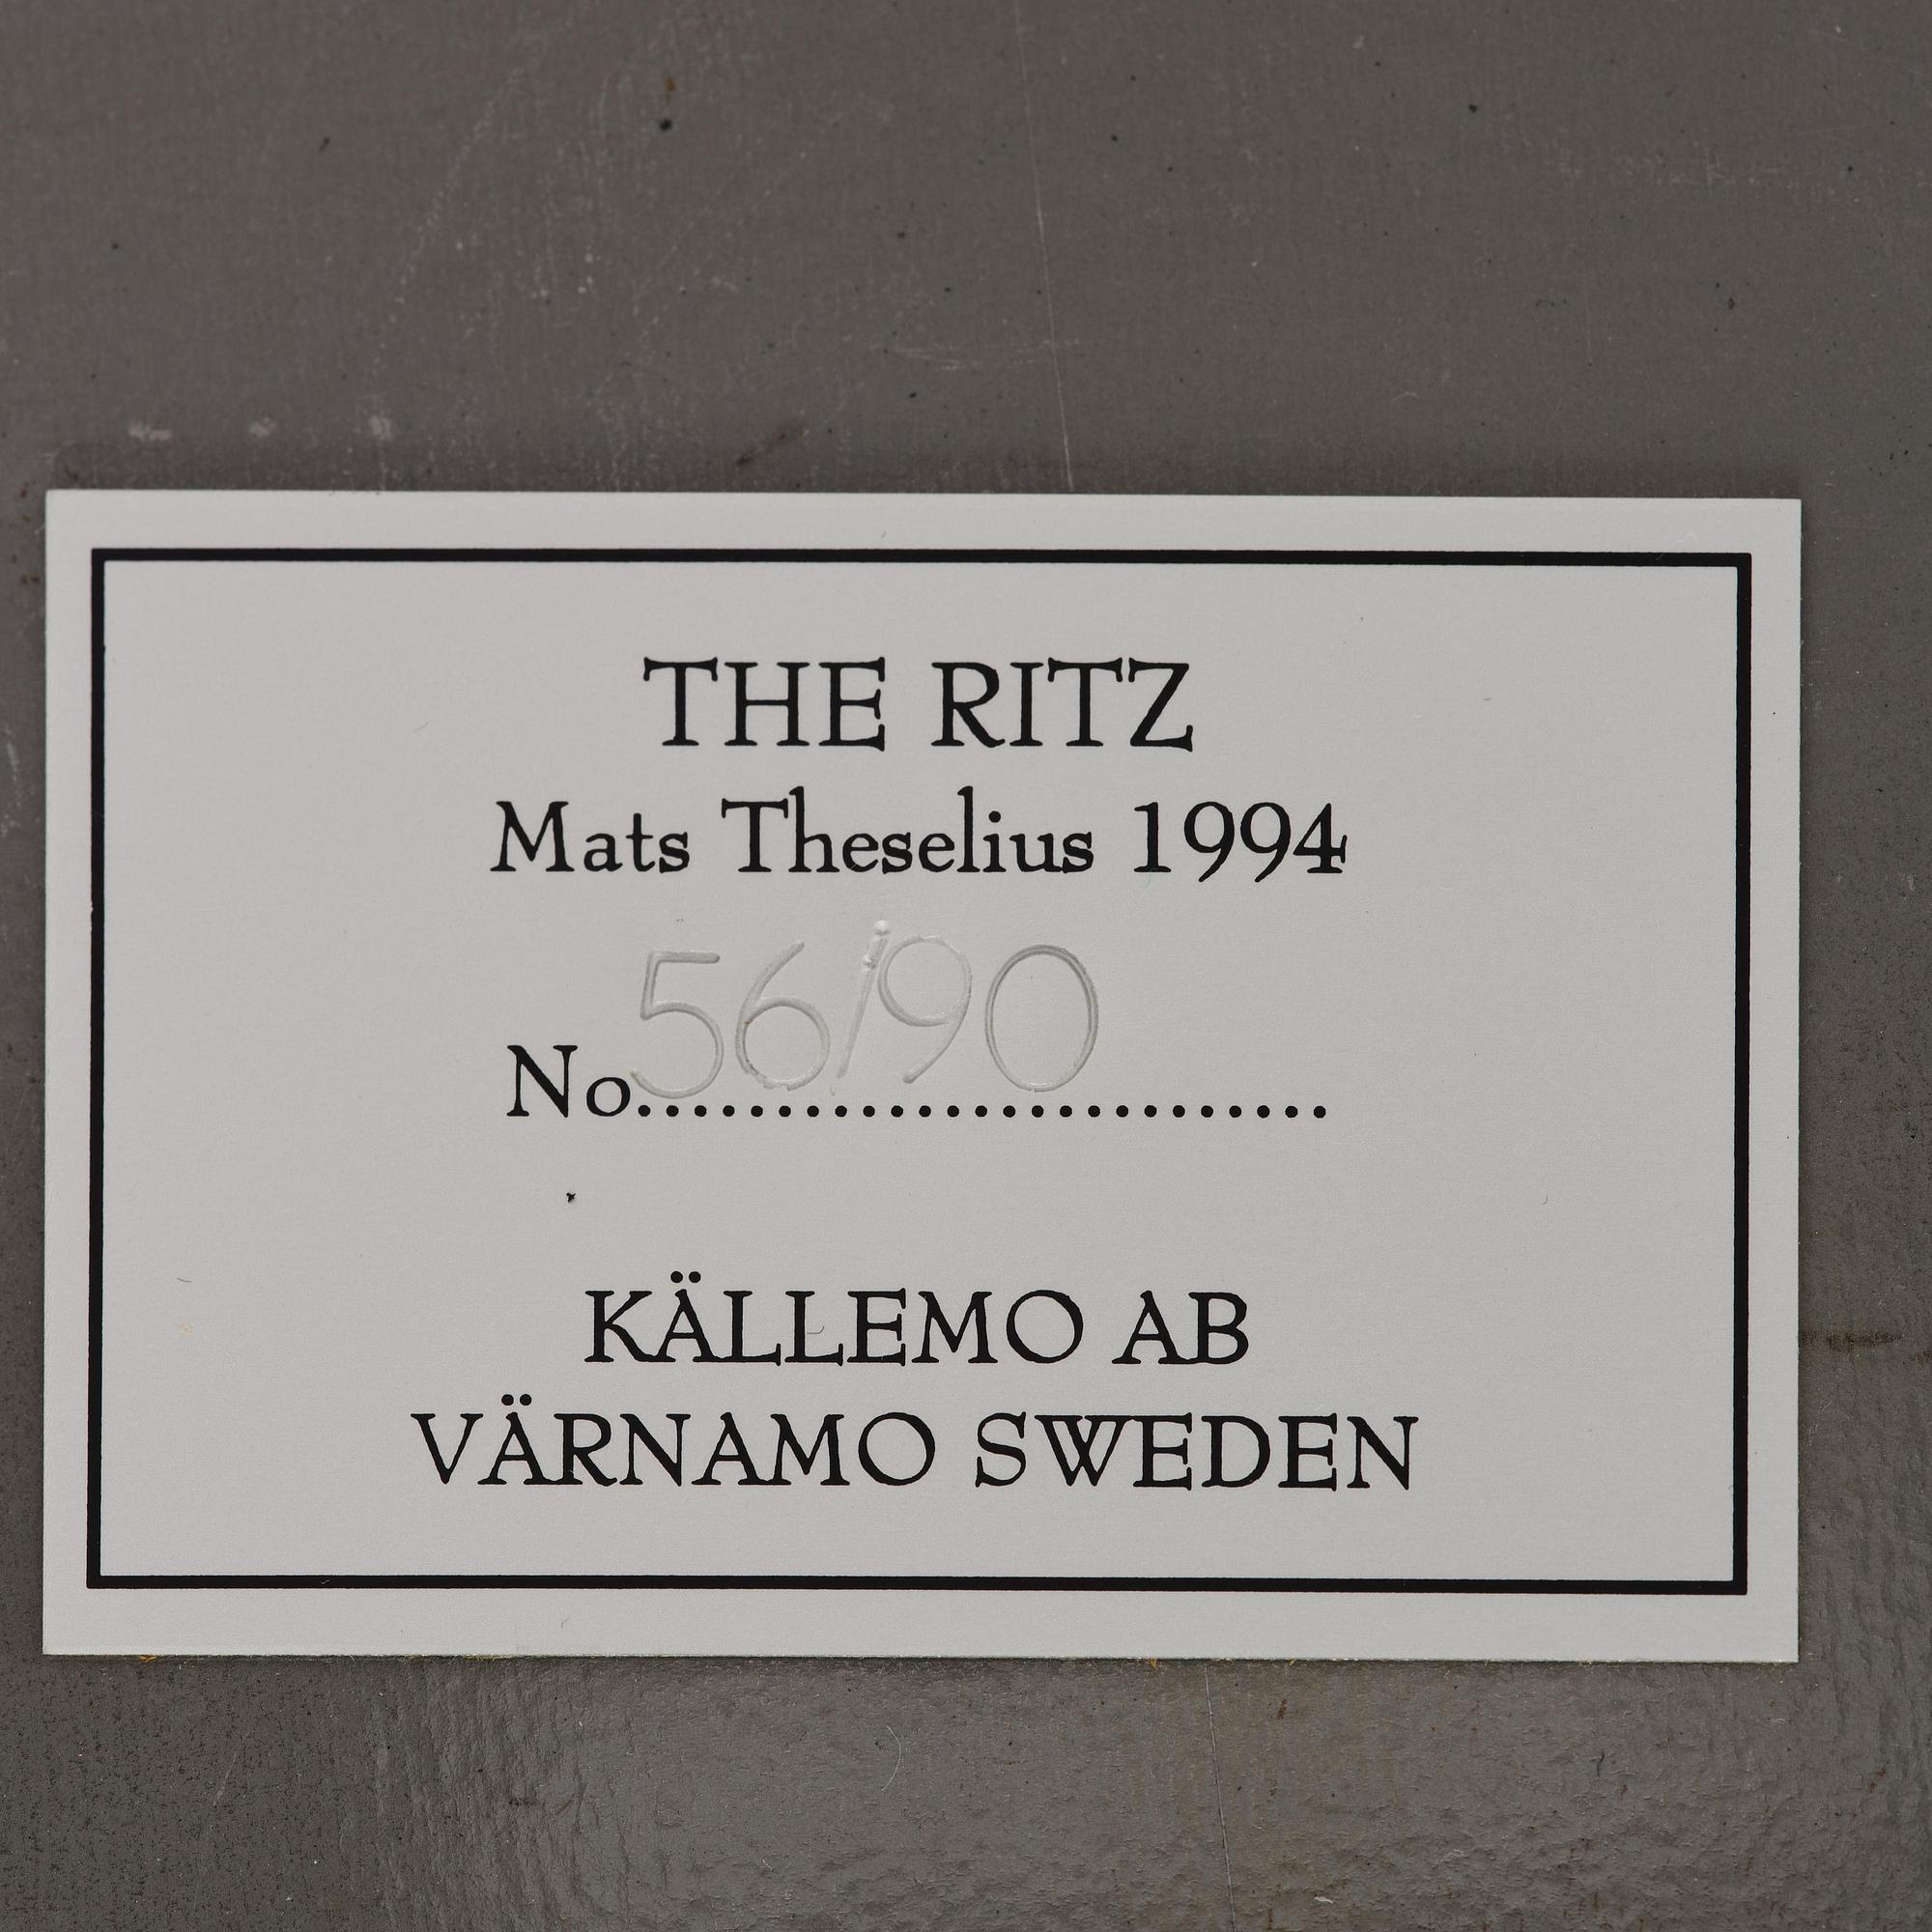 THE RITZ
Mats Theselius 1994
No 56/90
KÄLLEMO AB
VÄRNAMO SWEDEN